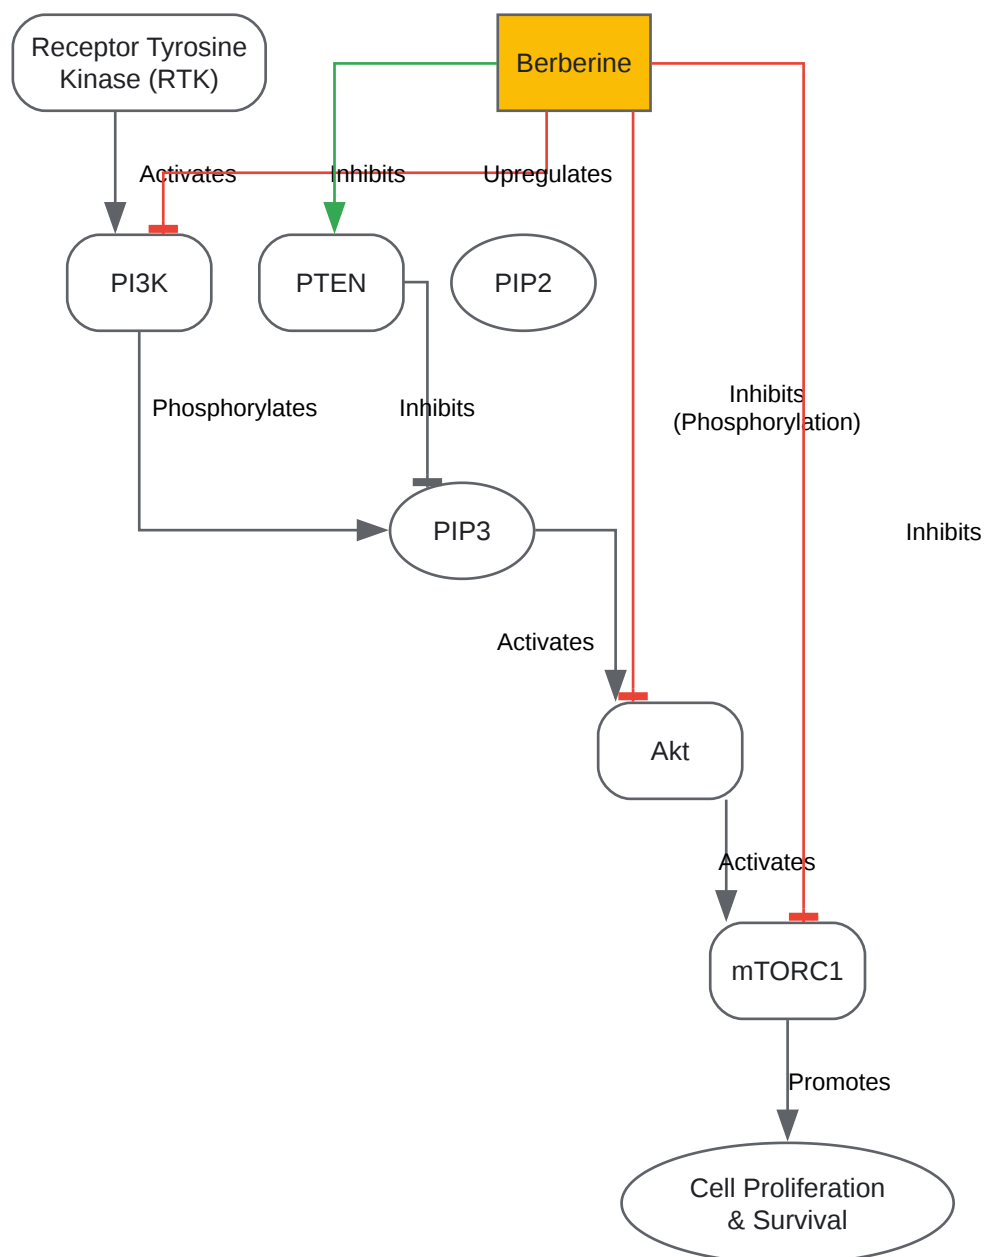 Receptor Tyrosine
Kinase (RTK)
Berberine
Activates
Inhibits
Upregulates
PI3K
PTEN
PIP2
Phosphorylates
Inhibits
Inhibits
(Phosphorylation)
PIP3
Inhibits
Activates
Akt
Activates
mTORC1
Promotes
Cell Proliferation
& Survival